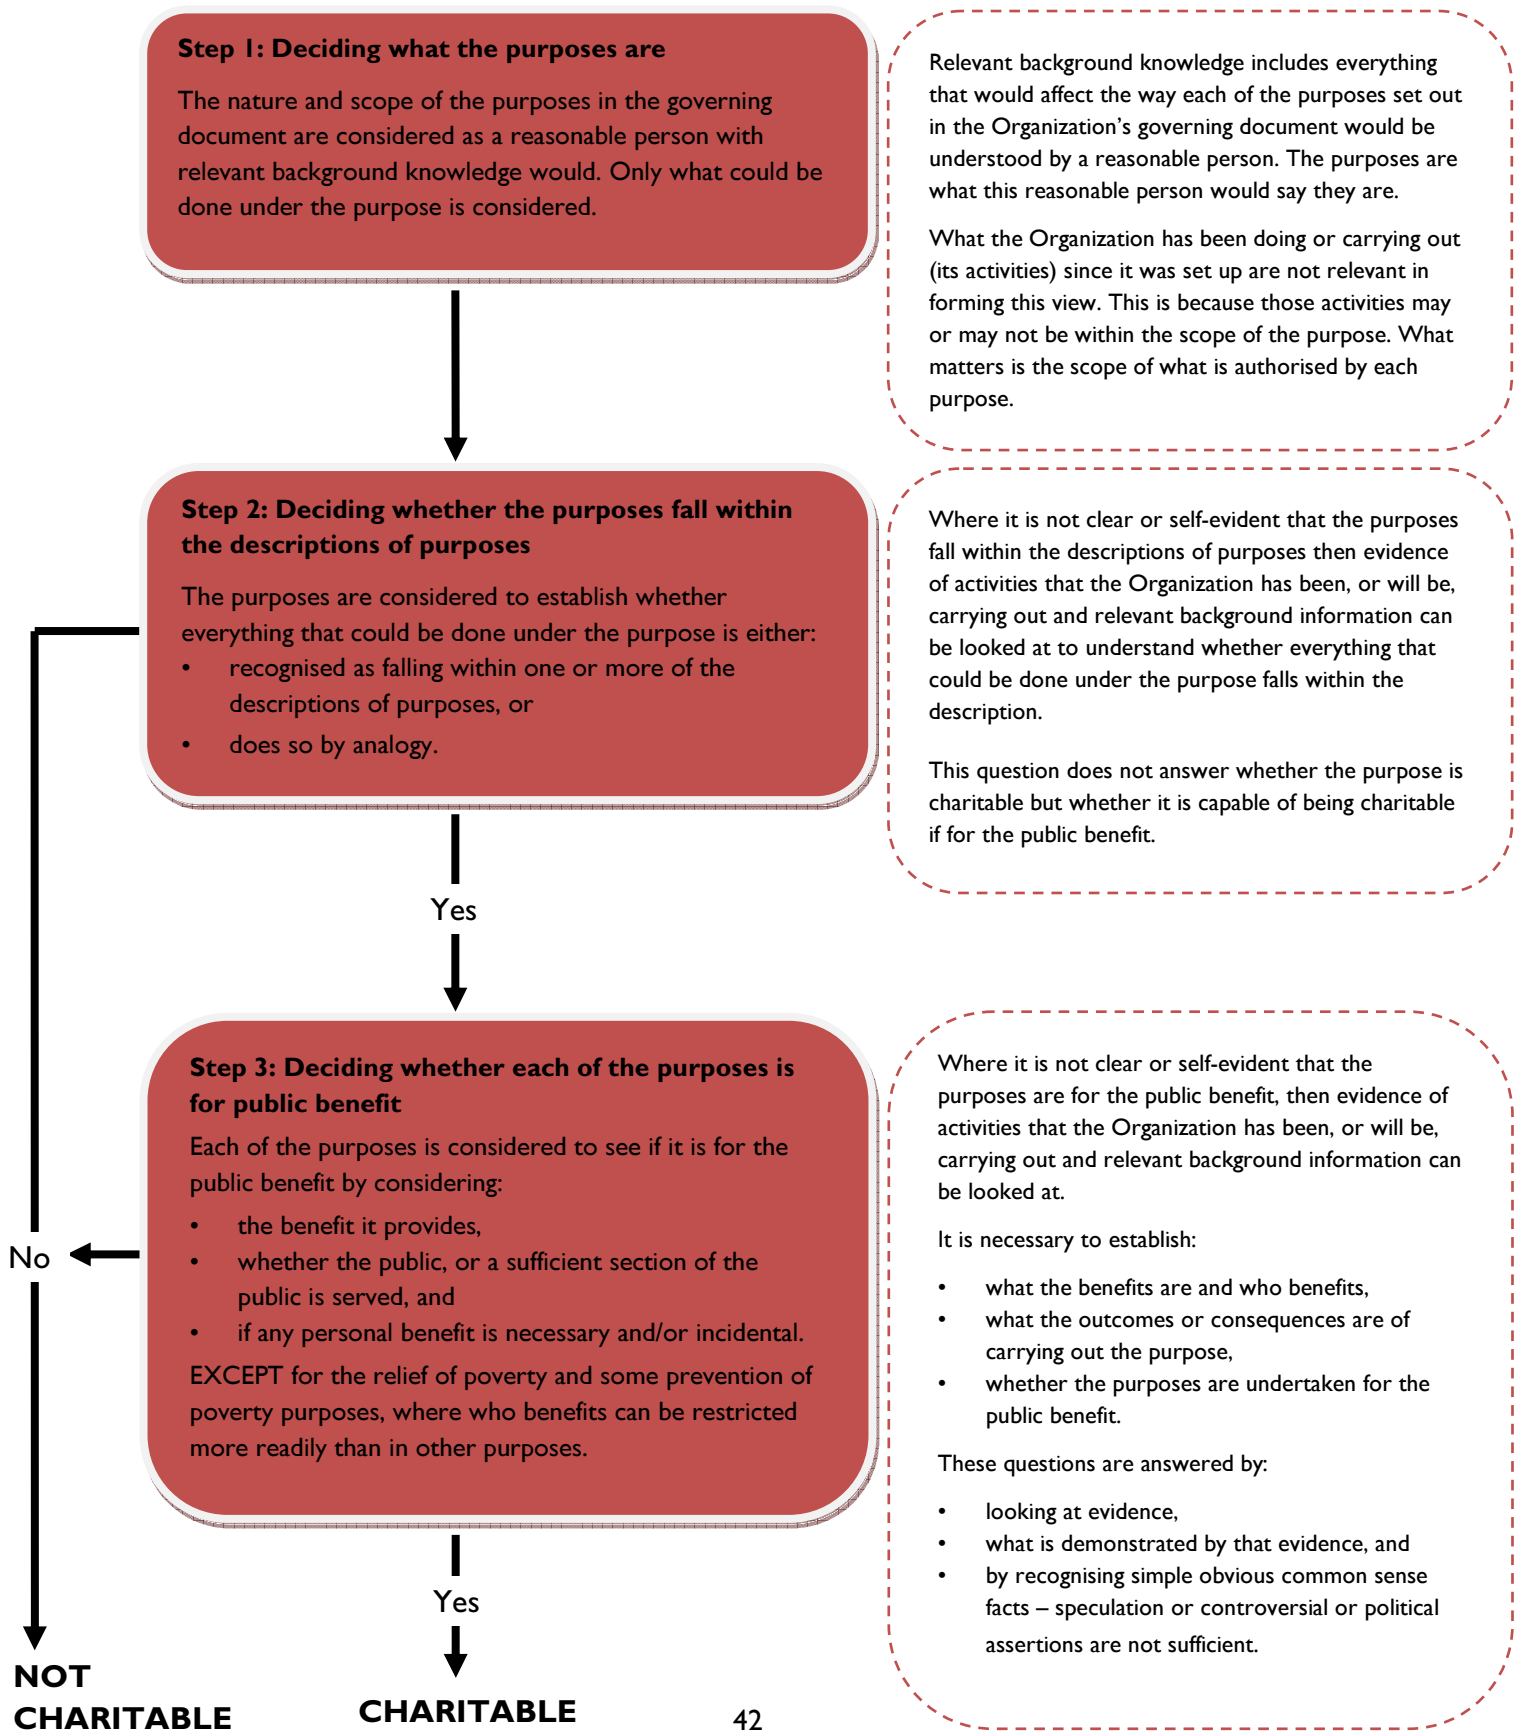 Step 1: Deciding what the purposes are
The nature and scope of the purposes in the governing
document are considered as a reasonable person with
relevant background knowledge would. Only what could be
done under the purpose is considered.
Relevant background knowledge includes everything
that would affect the way each of the purposes set out
in the Organization's governing document would be
understood by a reasonable person. The purposes are
what this reasonable person would say they are.
What the Organization has been doing or carrying out
(its activities) since it was set up are not relevant in
forming this view. This is because those activities may
or may not be within the scope of the purpose. What
matters is the scope of what is authorised by each
purpose.
Step 2: Deciding whether the purposes fall within
the descriptions of purposes
The purposes are considered to establish whether
everything that could be done under the purpose is either:
• recognised as falling within one or more of the
descriptions of purposes, or
• does so by analogy.
Where it is not clear or self-evident that the purposes
fall within the descriptions of purposes then evidence
of activities that the Organization has been, or will be,
carrying out and relevant background information can
be looked at to understand whether everything that
could be done under the purpose falls within the
description.
This question does not answer whether the purpose is
charitable but whether it is capable of being charitable
if for the public benefit.
Yes
Step 3: Deciding whether each of the purposes is
for public benefit
Each of the purposes is considered to see if it is for the
public benefit by considering:
• the benefit it provides,
• whether the public, or a sufficient section of the
public is served, and
• if any personal benefit is necessary and/or incidental.
EXCEPT for the relief of poverty and some prevention of
poverty purposes, where who benefits can be restricted
more readily than in other purposes.
No
Where it is not clear or self-evident that the
purposes are for the public benefit, then evidence of
activities that the Organization has been, or will be,
carrying out and relevant background information can
be looked at.
It is necessary to establish:
• what the benefits are and who benefits,
• what the outcomes or consequences are of
carrying out the purpose,
• whether the purposes are undertaken for the
public benefit.
These questions are answered by:
• looking at evidence,
• what is demonstrated by that evidence, and
• by recognising simple obvious common sense
facts – speculation or controversial or political
assertions are not sufficient.
Yes
NOT
CHARITABLE
CHARITABLE
42